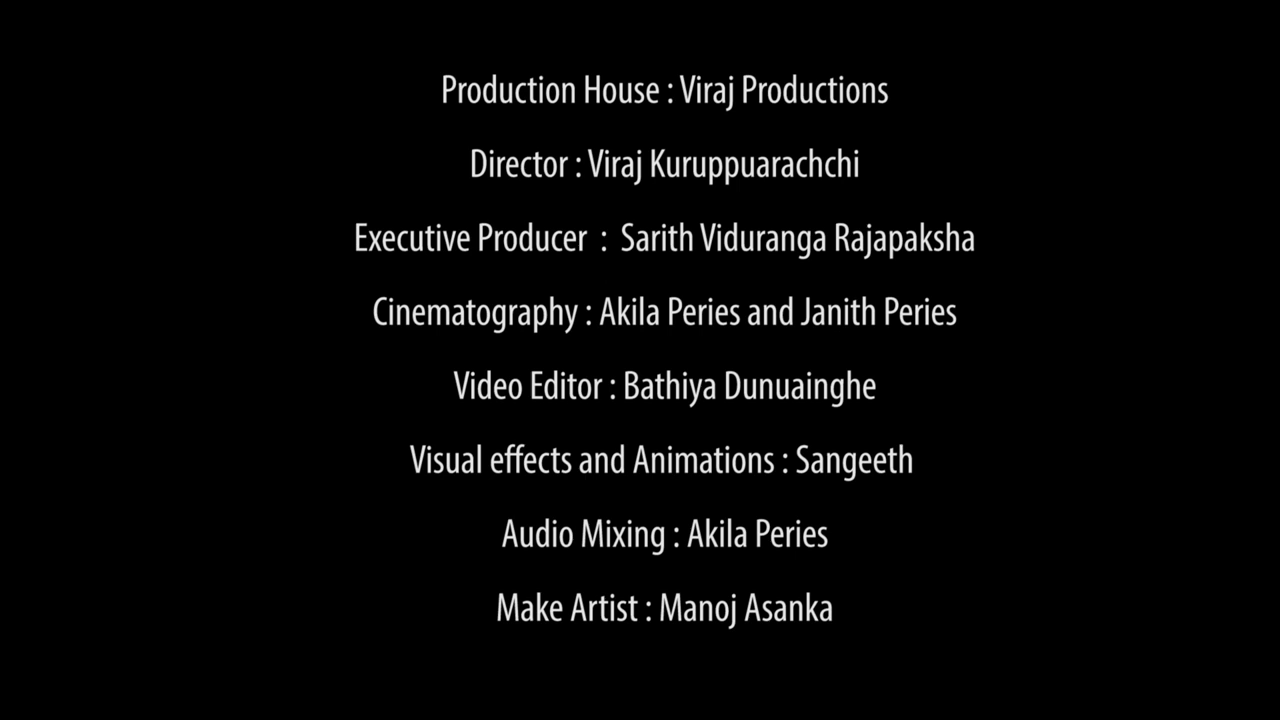 Production House : Viraj Productions
Director : Viraj Kuruppuarachchi
Executive Producer  :  Sarith Viduranga Rajapaksha
Cinematography : Akila Peries and Janith Peries
Video Editor : Bathiya Dunuainghe
Visual effects and Animations : Sangeeth
Audio Mixing : Akila Peries
Make Artist : Manoj Asanka